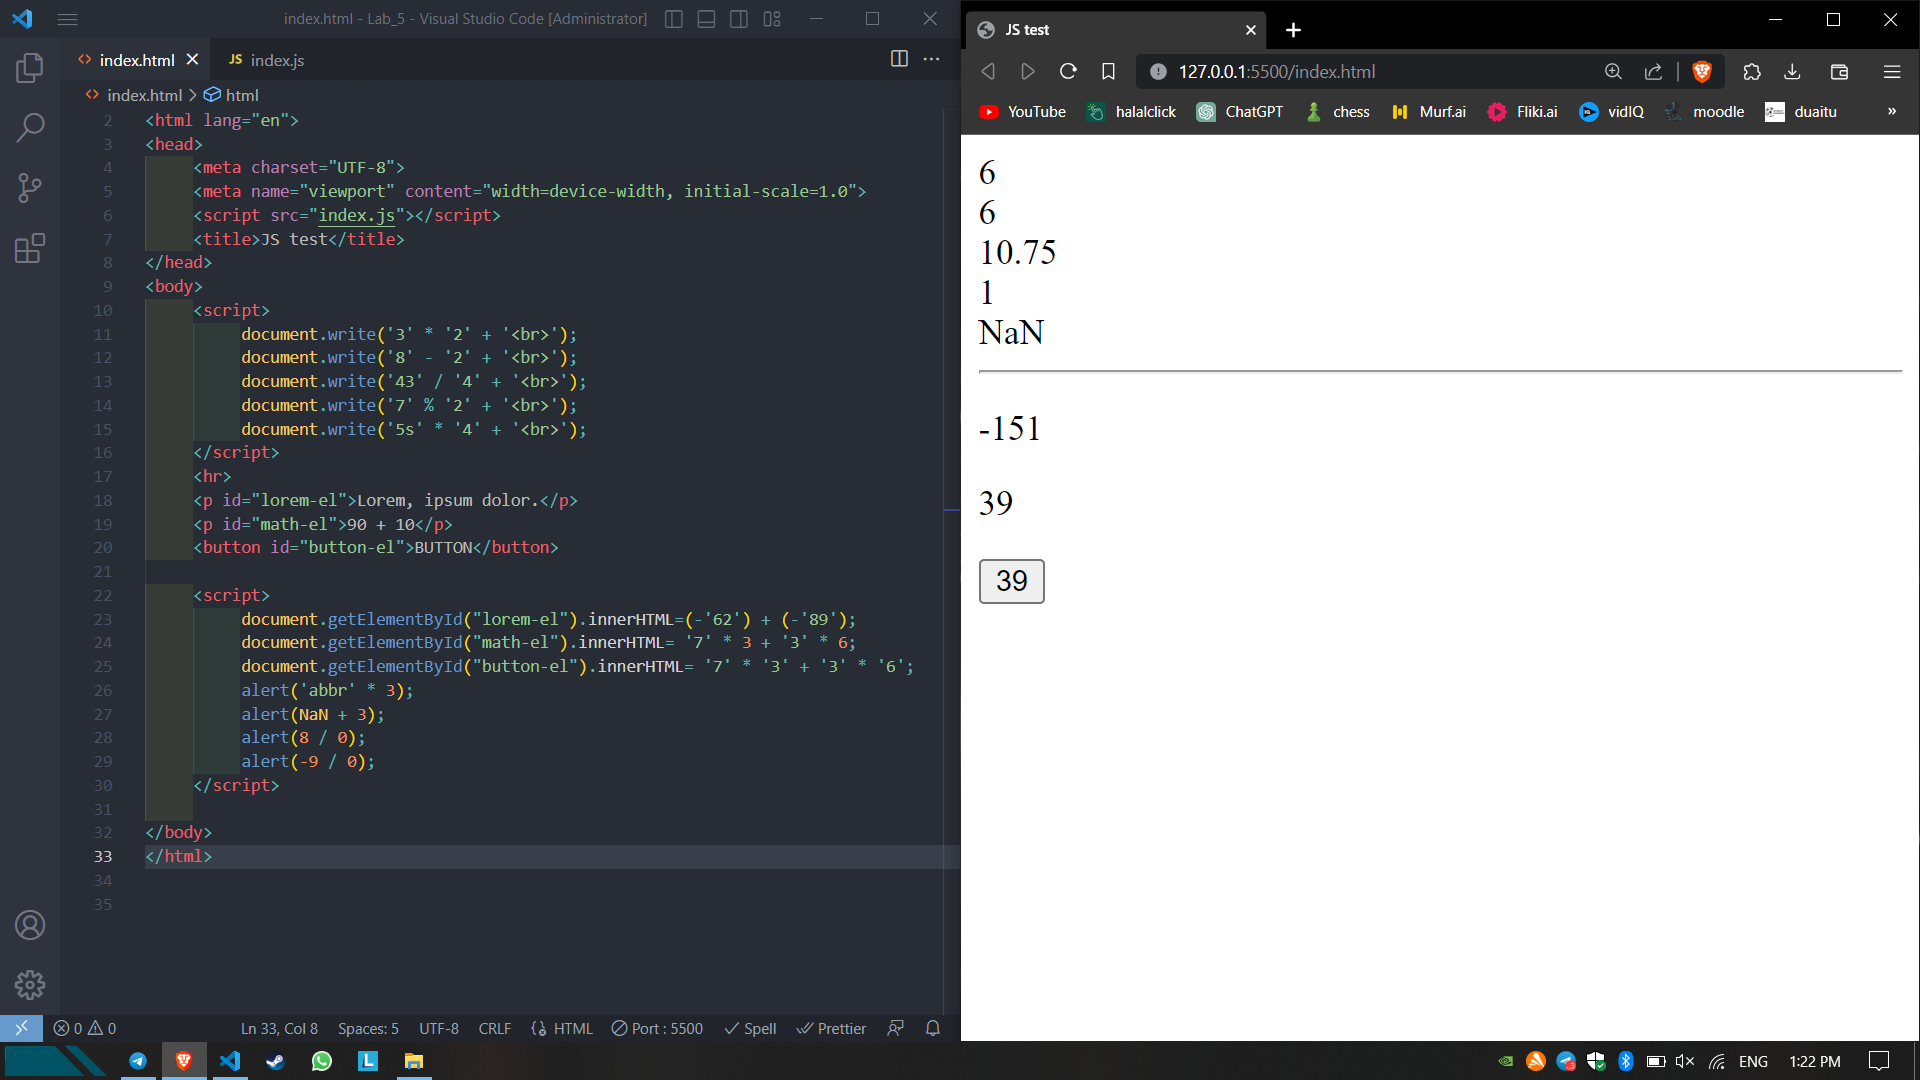 index.html - Lab_5 - Visual Studio Code [Administrator]
index.html
JS index.js
index.html > html
2 <html lang="en">
3 <head>
4 <meta charset="UTF-8">
5 <meta name="viewport" content="width=device-width, initial-scale=1.0">
6 <script src="index.js"></script>
7 <title>JS test</title>
8 </head>
9 <body>
10 <script>
11 document.write('3' * '2' + '<br>');
12 document.write('8' - '2' + '<br>');
13 document.write('43' / '4' + '<br>');
14 document.write('7' % '2' + '<br>');
15 document.write('5s' * '4' + '<br>');
16 </script>
17 <hr>
18 <p id="lorem-el">Lorem, ipsum dolor.</p>
19 <p id="math-el">90 + 10</p>
20 <button id="button-el">BUTTON</button>
21
22 <script>
23 document.getElementById("lorem-el").innerHTML=(-'62') + (-'89');
24 document.getElementById("math-el").innerHTML= '7' * 3 + '3' * 6;
25 document.getElementById("button-el").innerHTML= '7' * '3' + '3' * '6';
26 alert('abbr' * 3);
27 alert(NaN + 3);
28 alert(8 / 0);
29 alert(-9 / 0);
30 </script>
31
32 </body>
33 </html>
34
35
0 0 Ln 33, Col 8 Spaces: 5 UTF-8 CRLF HTML Port : 5500 Spell Prettier
JS test
127.0.0.1:5500/index.html
YouTube halalclick ChatGPT chess Murf.ai Fliki.ai vidIQ moodle duaitu »
6
6
10.75
1
NaN
-151
39
39
ENG 1:22 PM